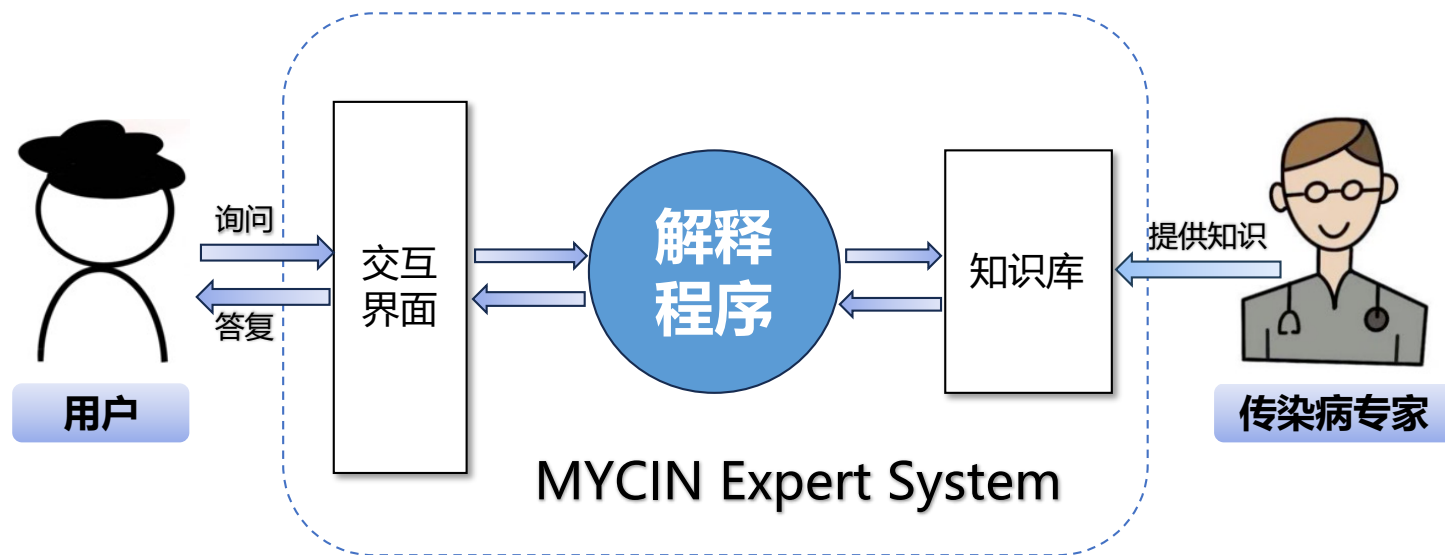 询问
答复
用户
交互
界面
解释
程序
知识库
提供知识
传染病专家
MYCIN Expert System